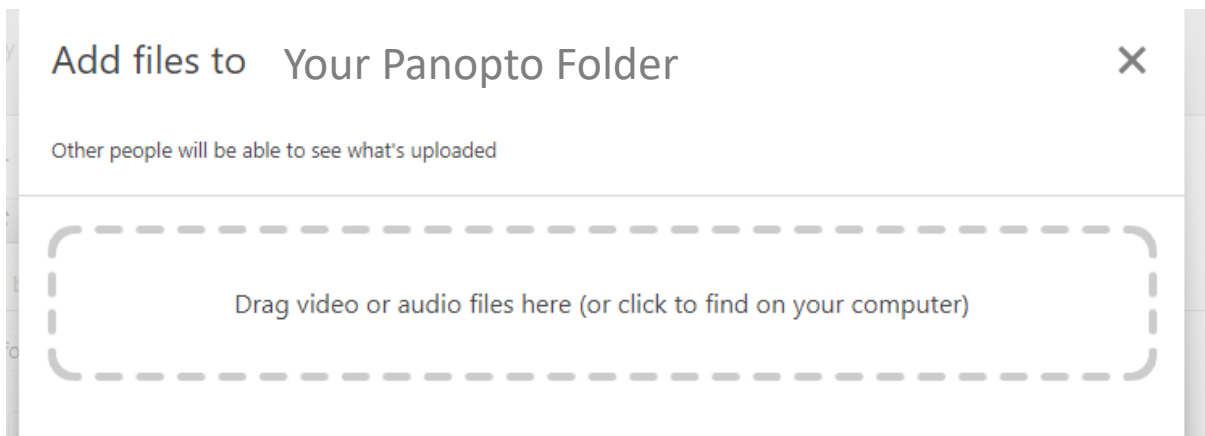 Add files to Your Panopto Folder
Other people will be able to see what's uploaded
Drag video or audio files here (or click to find on your computer)